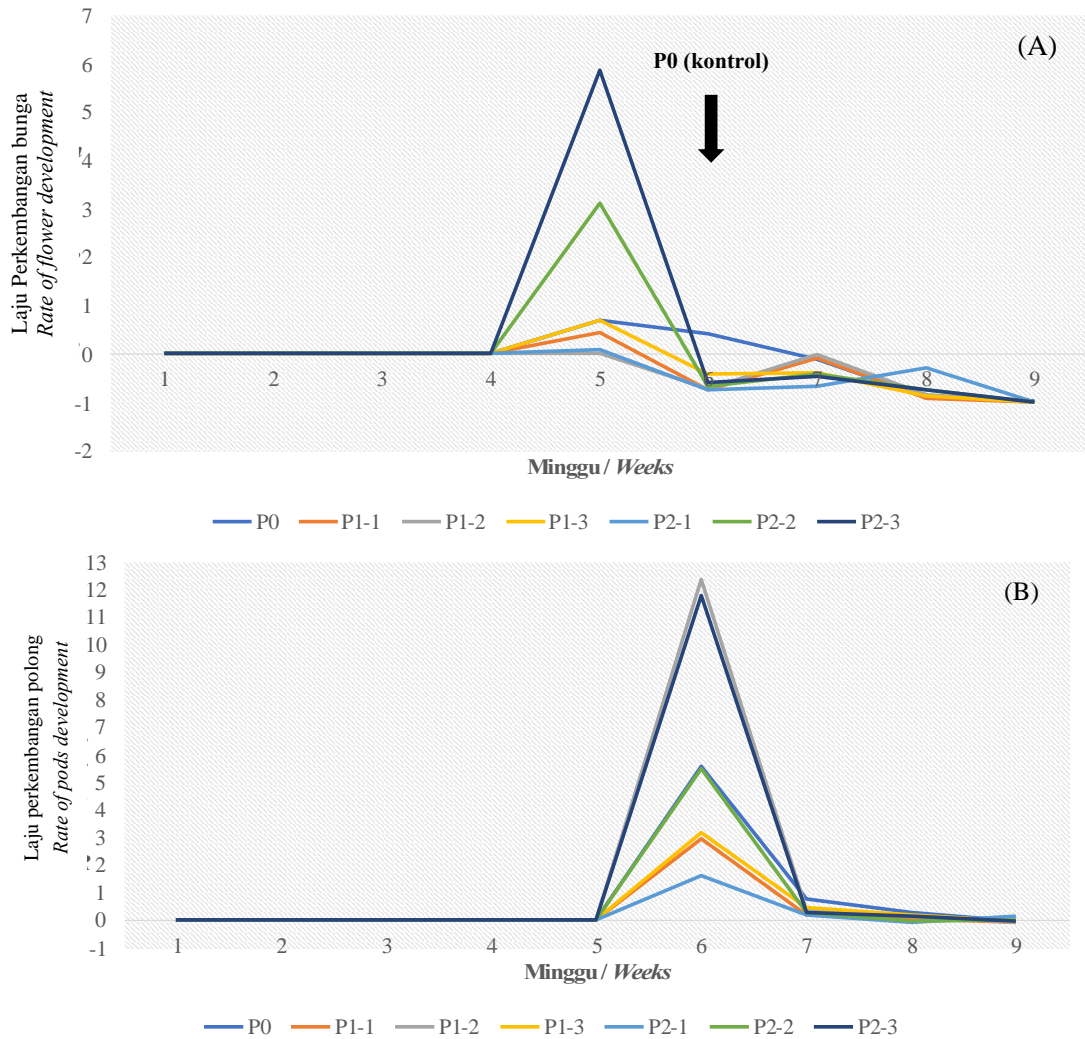 7
6
5
4
3
2
1
0
-1
-2
Laju Perkembangan bunga
Rate of flower development
(A)
P0 (kontrol)
1 2 3 4 5 6 7 8 9
Minggu / Weeks
P0 P1-1 P1-2 P1-3 P2-1 P2-2 P2-3
13
12
11
10
9
8
7
6
5
4
3
2
1
0
-1
Laju perkembangan polong
Rate of pods development
(B)
1 2 3 4 5 6 7 8 9
Minggu / Weeks
P0 P1-1 P1-2 P1-3 P2-1 P2-2 P2-3